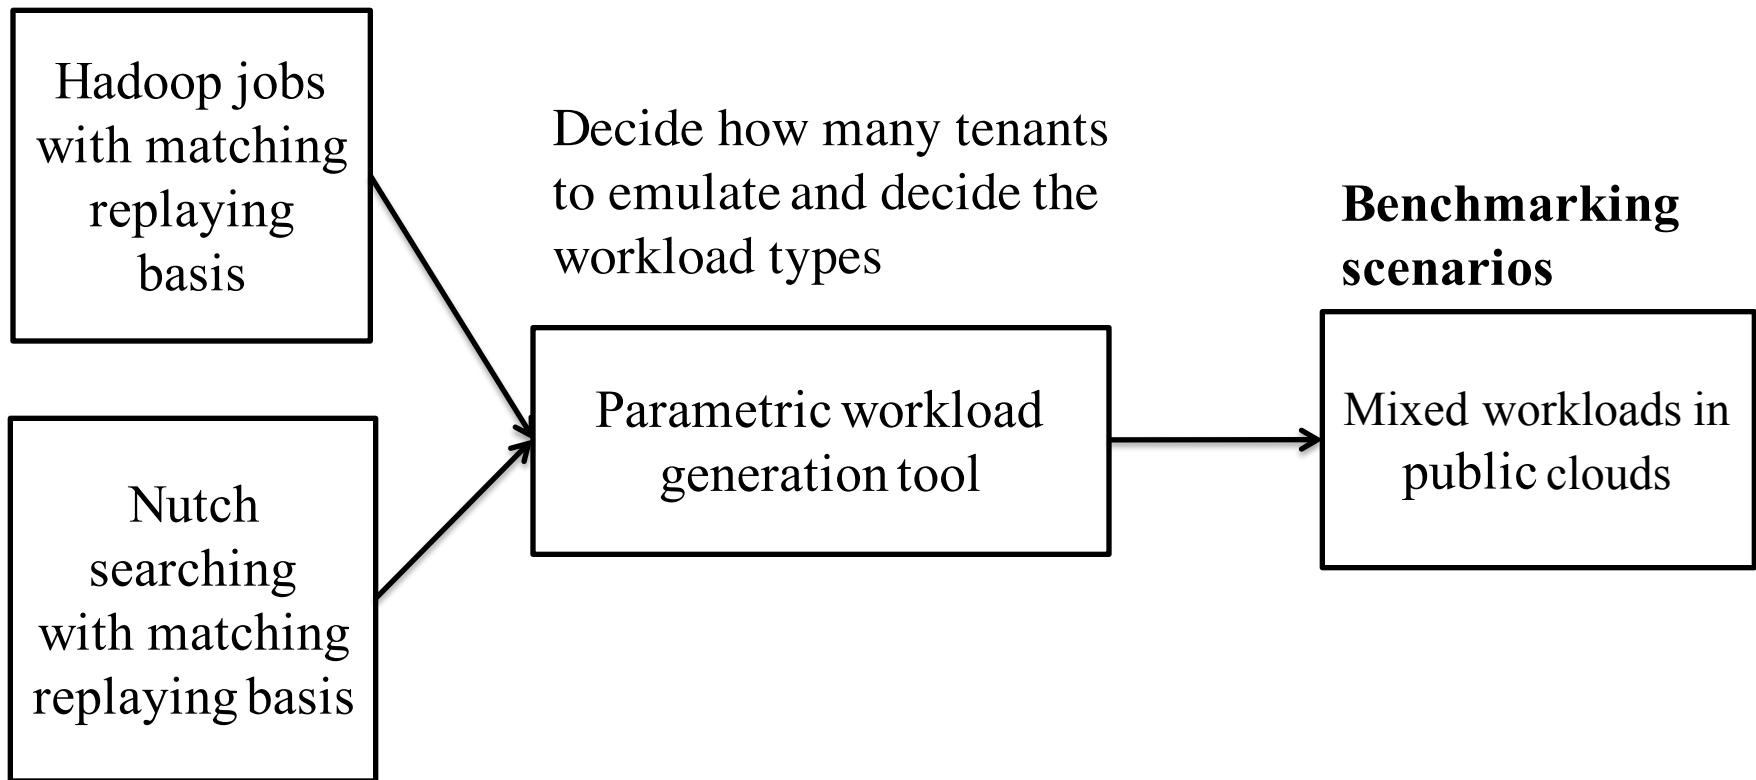 Hadoop jobs
with matching
replaying
basis
Nutch
searching
with matching
replaying basis
Decide how many tenants
to emulate and decide the
workload types
Parametric workload
generation tool
Benchmarking
scenarios
Mixed workloads in
public clouds